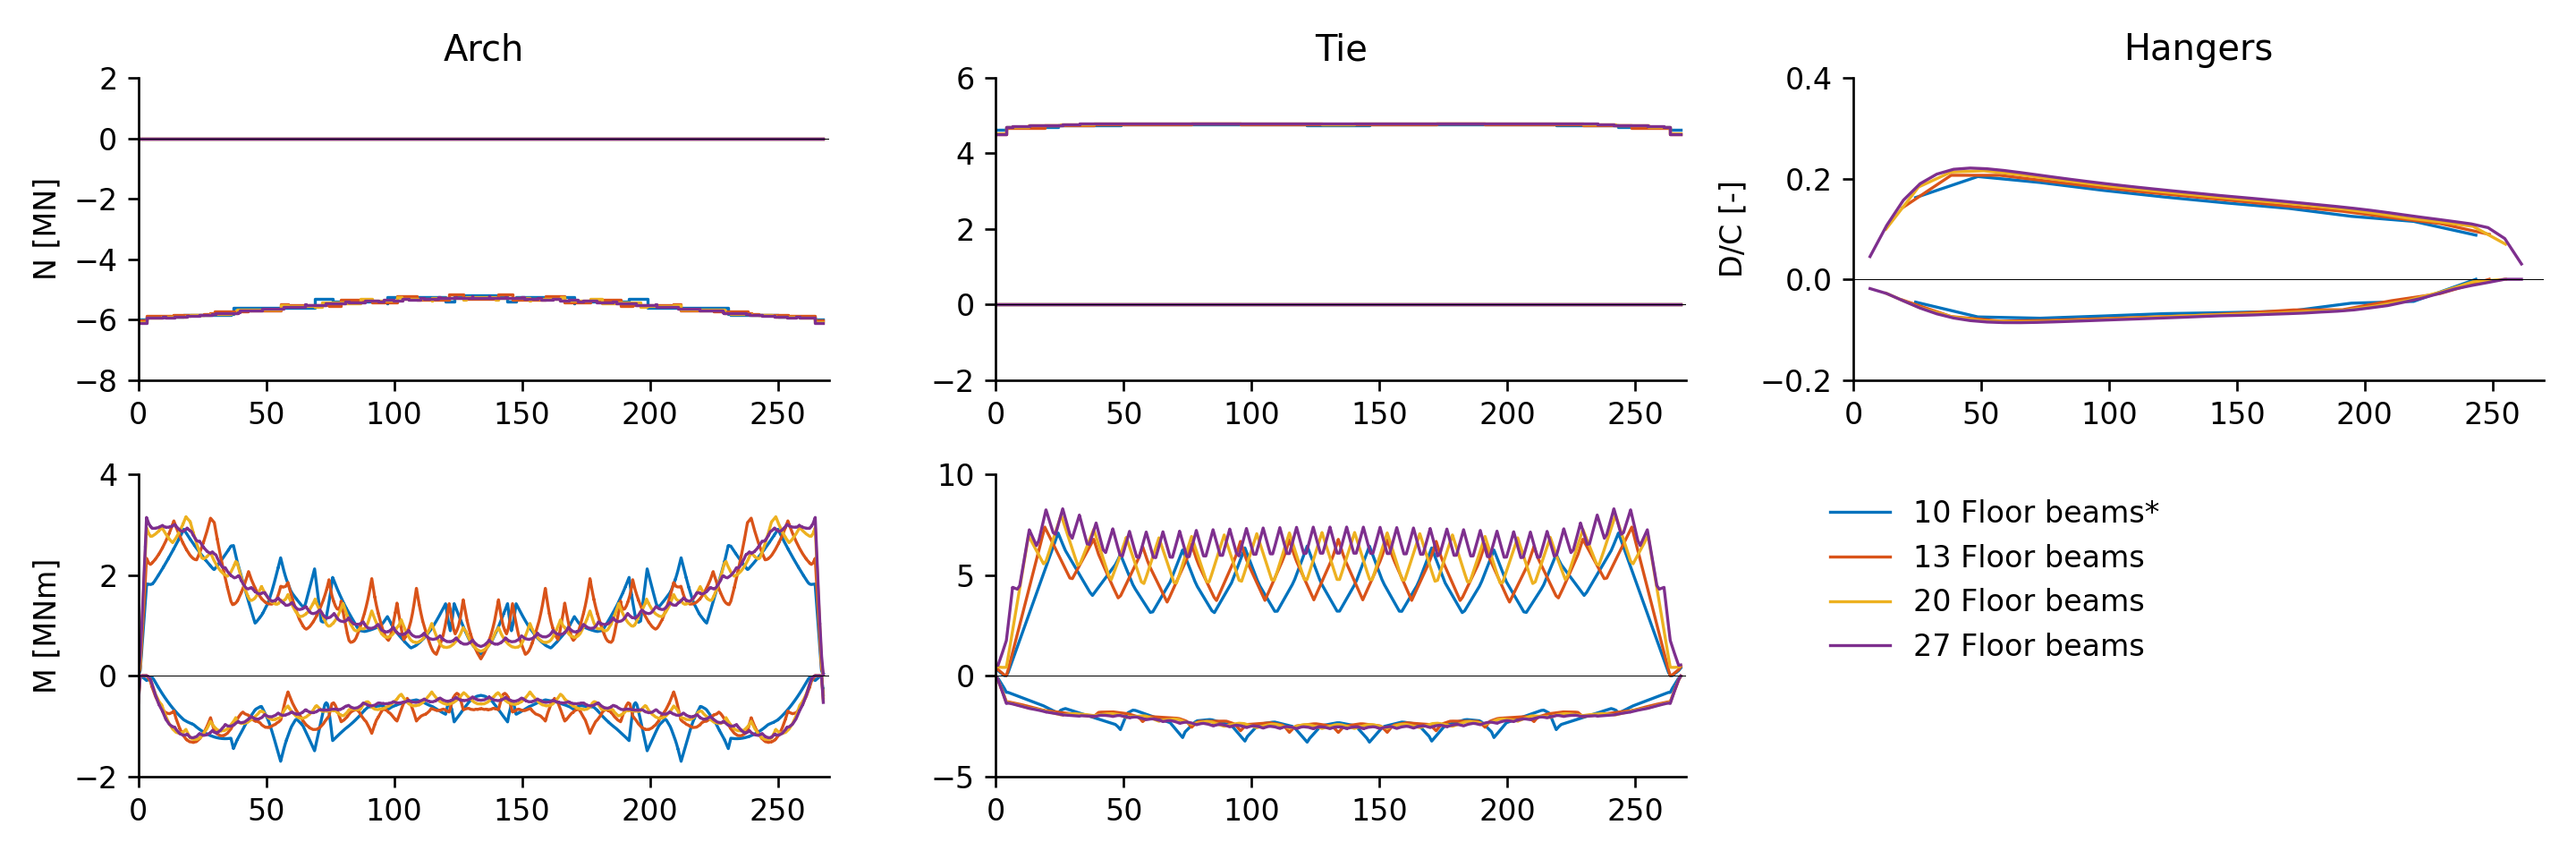 Arch
Tie
Hangers
2
0
−2
−4
−6
−8
N [MN]
0 50 100 150 200 250
6
4
2
0
−2
0 50 100 150 200 250
0.4
0.2
0.0
−0.2
D/C [-]
0 50 100 150 200 250
4
2
0
−2
M [MNm]
0 50 100 150 200 250
10
5
0
−5
0 50 100 150 200 250
10 Floor beams*
13 Floor beams
20 Floor beams
27 Floor beams